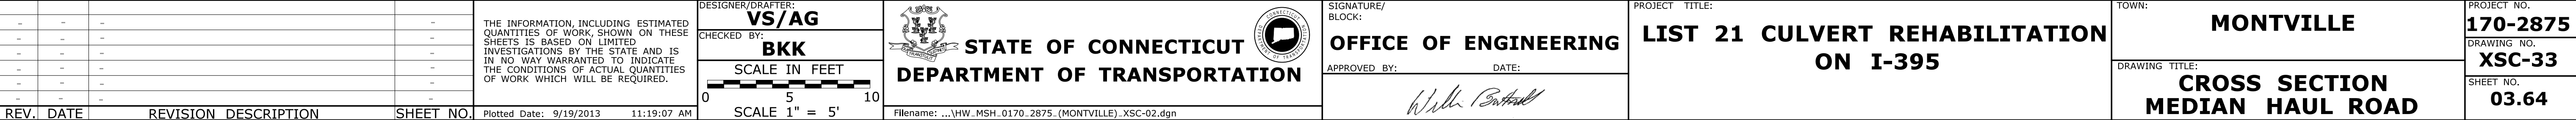 REV.
DATE
REVISION DESCRIPTION
SHEET NO.
THE INFORMATION, INCLUDING ESTIMATED
QUANTITIES OF WORK, SHOWN ON THESE
SHEETS IS BASED ON LIMITED
INVESTIGATIONS BY THE STATE AND IS
IN NO WAY WARRANTED TO INDICATE
THE CONDITIONS OF ACTUAL QUANTITIES
OF WORK WHICH WILL BE REQUIRED.
Plotted Date: 9/19/2013 11:19:07 AM
DESIGNER/DRAFTER:
VS/AG
CHECKED BY:
BKK
SCALE IN FEET
0 5 10
SCALE 1" = 5'
STATE OF CONNECTICUT
DEPARTMENT OF TRANSPORTATION
Filename: ...\HW_MSH_0170_2875_(MONTVILLE)_XSC-02.dgn
SIGNATURE/
BLOCK:
OFFICE OF ENGINEERING
APPROVED BY: DATE:
PROJECT TITLE:
LIST 21 CULVERT REHABILITATION
ON I-395
TOWN:
MONTVILLE
DRAWING TITLE:
CROSS SECTION
MEDIAN HAUL ROAD
PROJECT NO.
170-2875
DRAWING NO.
XSC-33
SHEET NO.
03.64